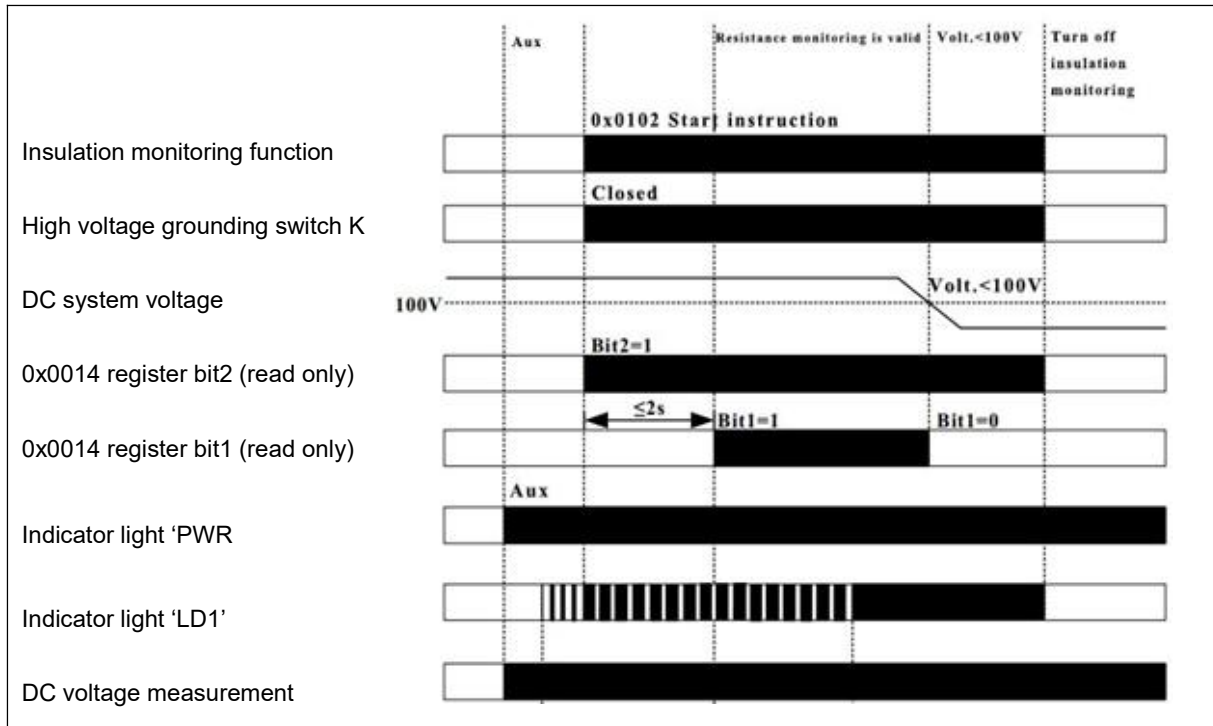 Aux
Resistance monitoring is valid
Volt.<100V
Turn off
insulation
monitoring
0x0102 Start instruction
Insulation monitoring function
Closed
High voltage grounding switch K
DC system voltage
100V
Volt.<100V
Bit2=1
0x0014 register bit2 (read only)
≤2s
Bit1=1
Bit1=0
0x0014 register bit1 (read only)
Aux
Indicator light ‘PWR
Indicator light ‘LD1’
DC voltage measurement